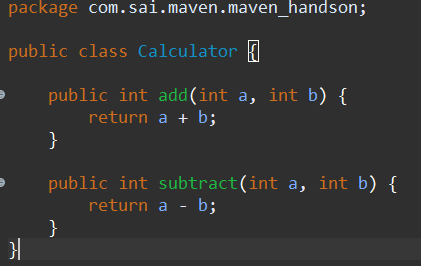 package com.sai.maven.maven_handson;
public class Calculator {
public int add(int a, int b) {
return a + b;
}
public int subtract(int a, int b) {
return a - b;
}
}